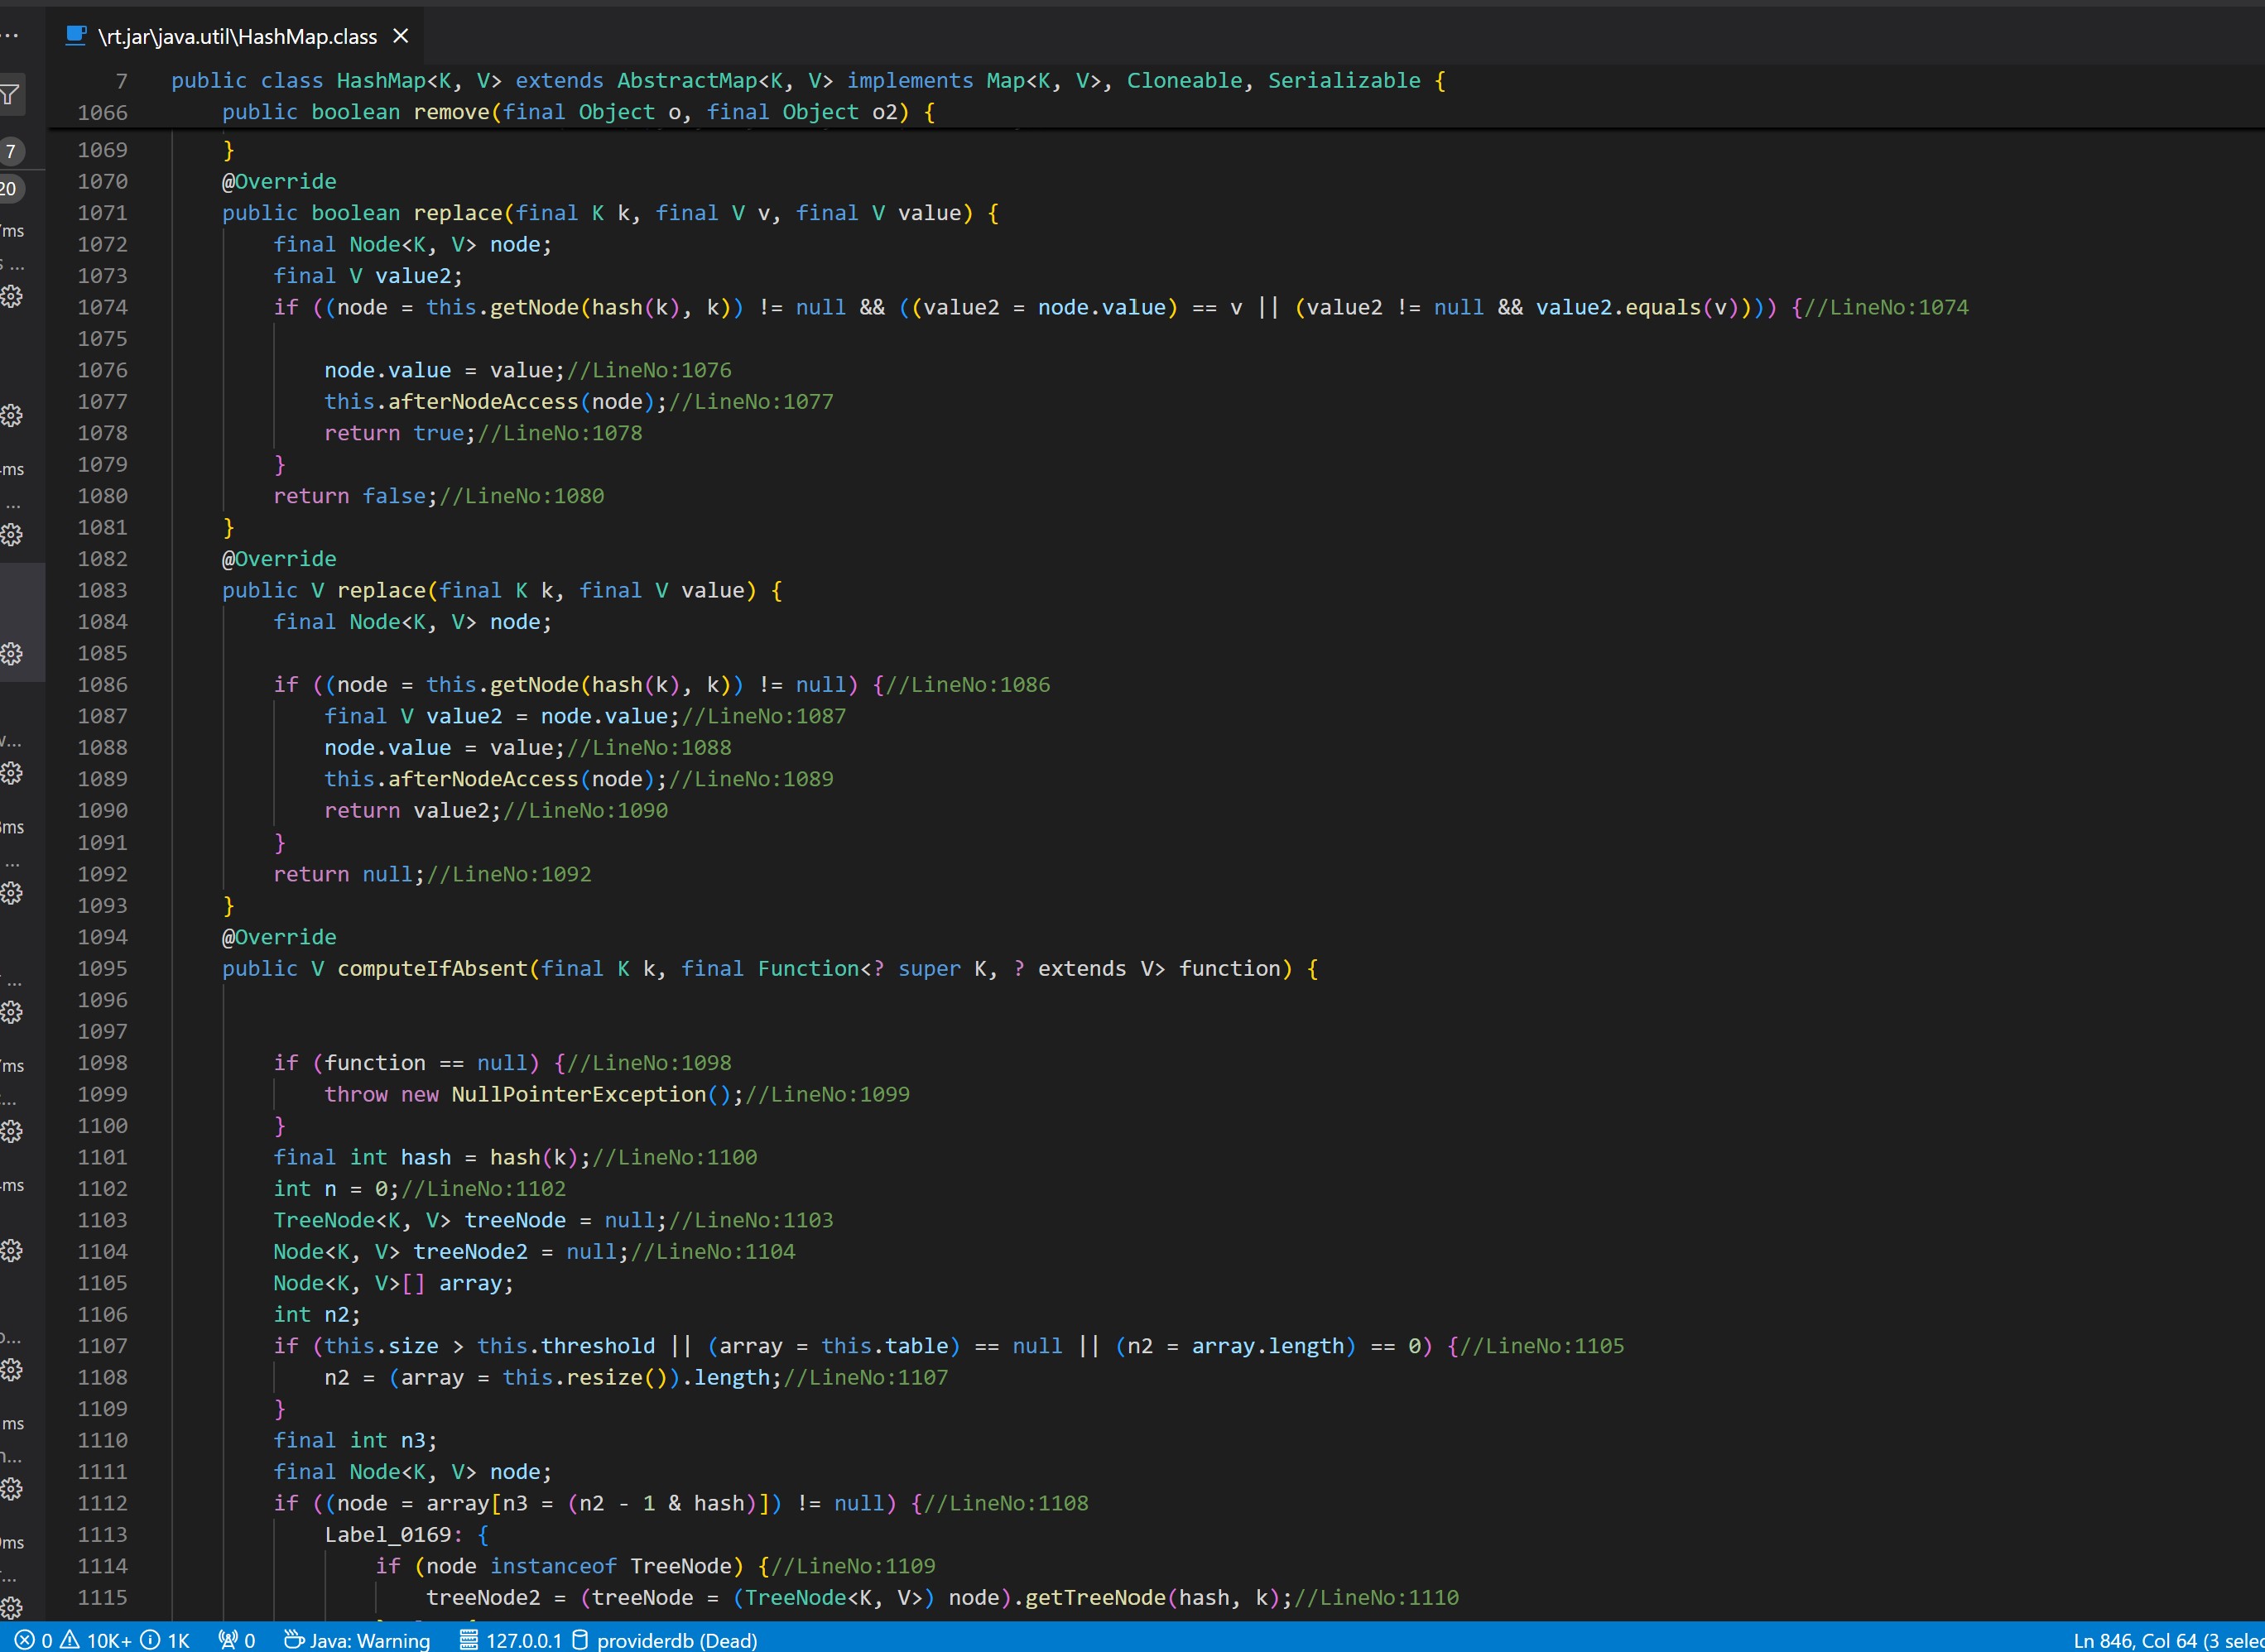 \rt.jar\java.util\HashMap.class
7 public class HashMap<K, V> extends AbstractMap<K, V> implements Map<K, V>, Cloneable, Serializable {
1066 public boolean remove(final Object o, final Object o2) {
7
20
1069 }
1070 @Override
1071 public boolean replace(final K k, final V v, final V value) {
1072 final Node<K, V> node;
1073 final V value2;
1074 if ((node = this.getNode(hash(k), k)) != null && ((value2 = node.value) == v || (value2 != null && value2.equals(v)))) {//LineNo:1074
1075
1076 node.value = value;//LineNo:1076
1077 this.afterNodeAccess(node);//LineNo:1077
1078 return true;//LineNo:1078
1079 }
1080 return false;//LineNo:1080
1081 }
1082 @Override
1083 public V replace(final K k, final V value) {
1084 final Node<K, V> node;
1085
1086 if ((node = this.getNode(hash(k), k)) != null) {//LineNo:1086
1087 final V value2 = node.value;//LineNo:1087
1088 node.value = value;//LineNo:1088
1089 this.afterNodeAccess(node);//LineNo:1089
1090 return value2;//LineNo:1090
1091 }
1092 return null;//LineNo:1092
1093 }
1094 @Override
1095 public V computeIfAbsent(final K k, final Function<? super K, ? extends V> function) {
1096
1097
1098 if (function == null) {//LineNo:1098
1099 throw new NullPointerException();//LineNo:1099
1100 }
1101 final int hash = hash(k);//LineNo:1100
1102 int n = 0;//LineNo:1102
1103 TreeNode<K, V> treeNode = null;//LineNo:1103
1104 Node<K, V> treeNode2 = null;//LineNo:1104
1105 Node<K, V>[] array;
1106 int n2;
1107 if (this.size > this.threshold || (array = this.table) == null || (n2 = array.length) == 0) {//LineNo:1105
1108 n2 = (array = this.resize()).length;//LineNo:1107
1109 }
1110 final int n3;
1111 final Node<K, V> node;
1112 if ((node = array[n3 = (n2 - 1 & hash)]) != null) {//LineNo:1108
1113 Label_0169: {
1114 if (node instanceof TreeNode) {//LineNo:1109
1115 treeNode2 = (treeNode = (TreeNode<K, V>) node).getTreeNode(hash, k);//LineNo:1110
0 10K+ 1K 0 Java: Warning 127.0.0.1 providerdb (Dead) Ln 846, Col 64 (3 selec